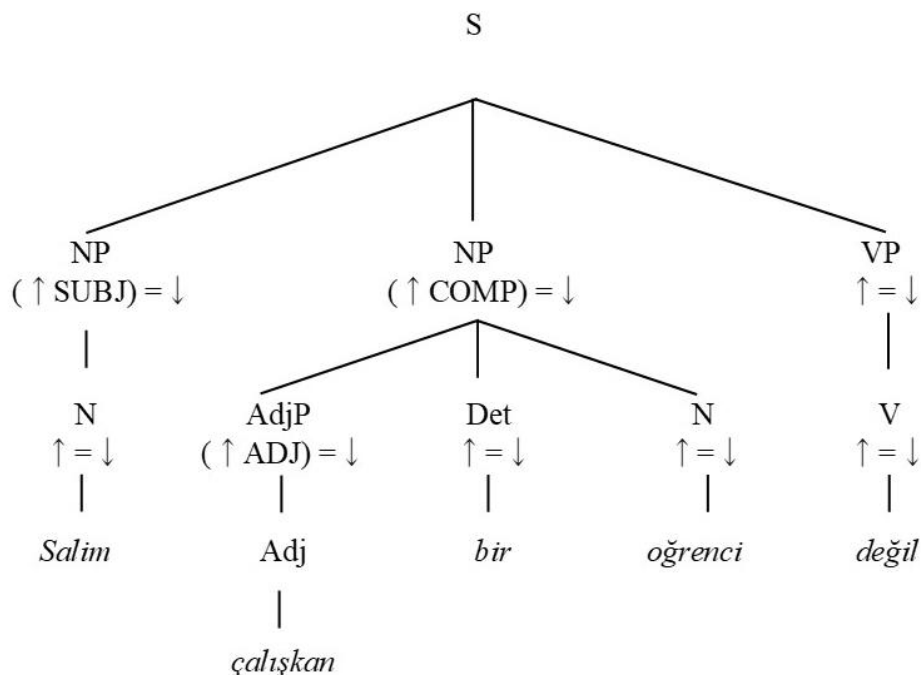 S
NP NP VP
( ↑ SUBJ) = ↓ ( ↑ COMP) = ↓ ↑ = ↓
N AdjP Det N V
↑ = ↓ ( ↑ ADJ) = ↓ ↑ = ↓ ↑ = ↓ ↑ = ↓
Salim Adj bir oğrenci değil
çalışkan